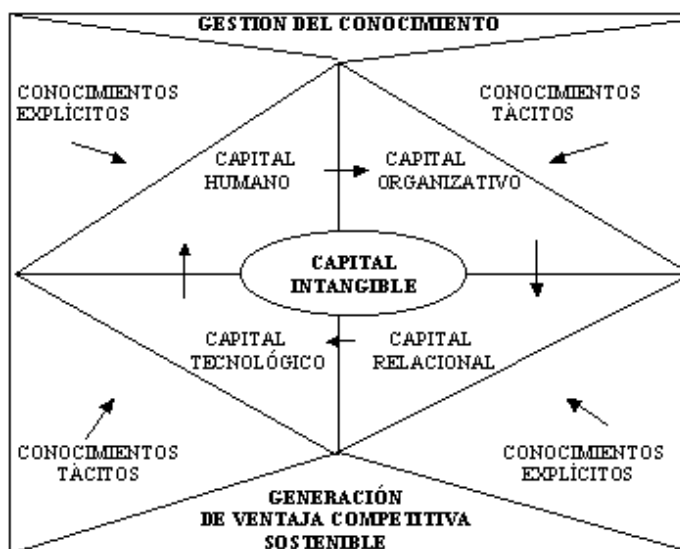 GESTION DEL CONOCIMIENTO
CONOCIMIENTOS
EXPLÍCITOS
CONOCIMIENTOS
TÀCITOS
CAPITAL
HUMANO
CAPITAL
ORGANIZATIVO
CAPITAL
INTANGIBLE
CAPITAL
TECNOLÓGICO
CAPITAL
RELACIONAL
CONOCIMIENTOS
TÀCITOS
CONOCIMIENTOS
EXPLÍCITOS
GENERACIÓN
DE VENTAJA COMPETITIVA
SOSTENIBLE